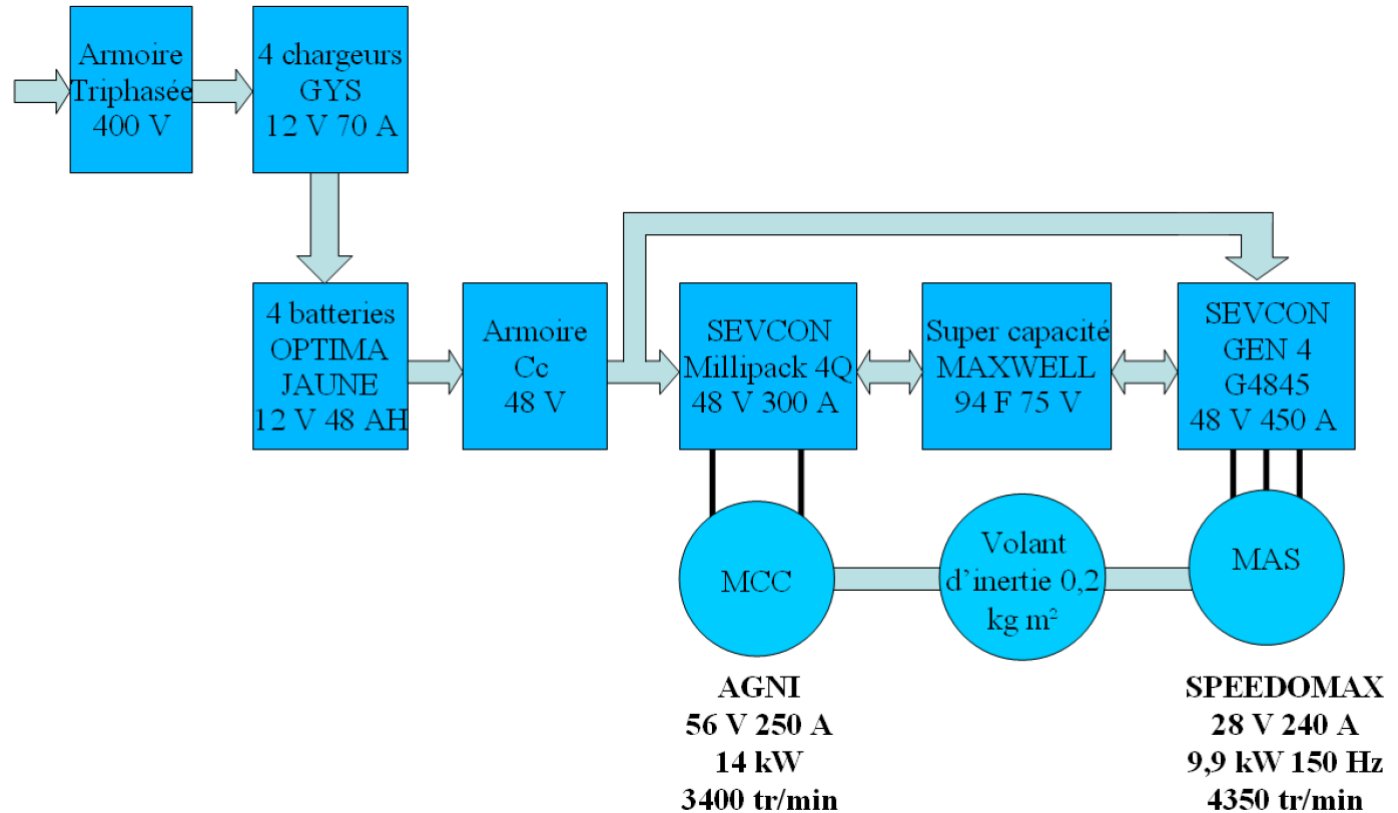 Armoire
Triphasée
400 V
4 chargeurs
GYS
12 V 70 A
4 batteries
OPTIMA
JAUNE
12 V 48 AH
Armoire
Cc
48 V
SEVCON
Millipack 4Q
48 V 300 A
Super capacité
MAXWELL
94 F 75 V
SEVCON
GEN 4
G4845
48 V 450 A
MCC
Volant
d’inertie 0,2
kg m²
MAS
AGNI
56 V 250 A
14 kW
3400 tr/min
SPEEDOMAX
28 V 240 A
9,9 kW 150 Hz
4350 tr/min